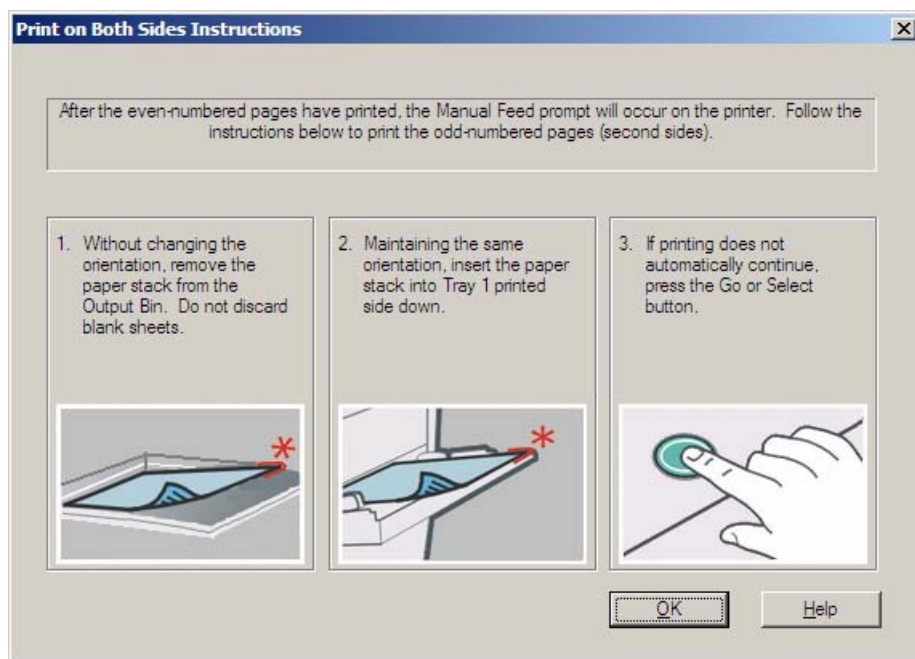 Print on Both Sides Instructions
After the even-numbered pages have printed, the Manual Feed prompt will occur on the printer. Follow the
instructions below to print the odd-numbered pages (second sides).
1. Without changing the
orientation, remove the
paper stack from the
Output Bin. Do not discard
blank sheets.
2. Maintaining the same
orientation, insert the paper
stack into Tray 1 printed
side down.
3. If printing does not
automatically continue,
press the Go or Select
button.
OK
Help